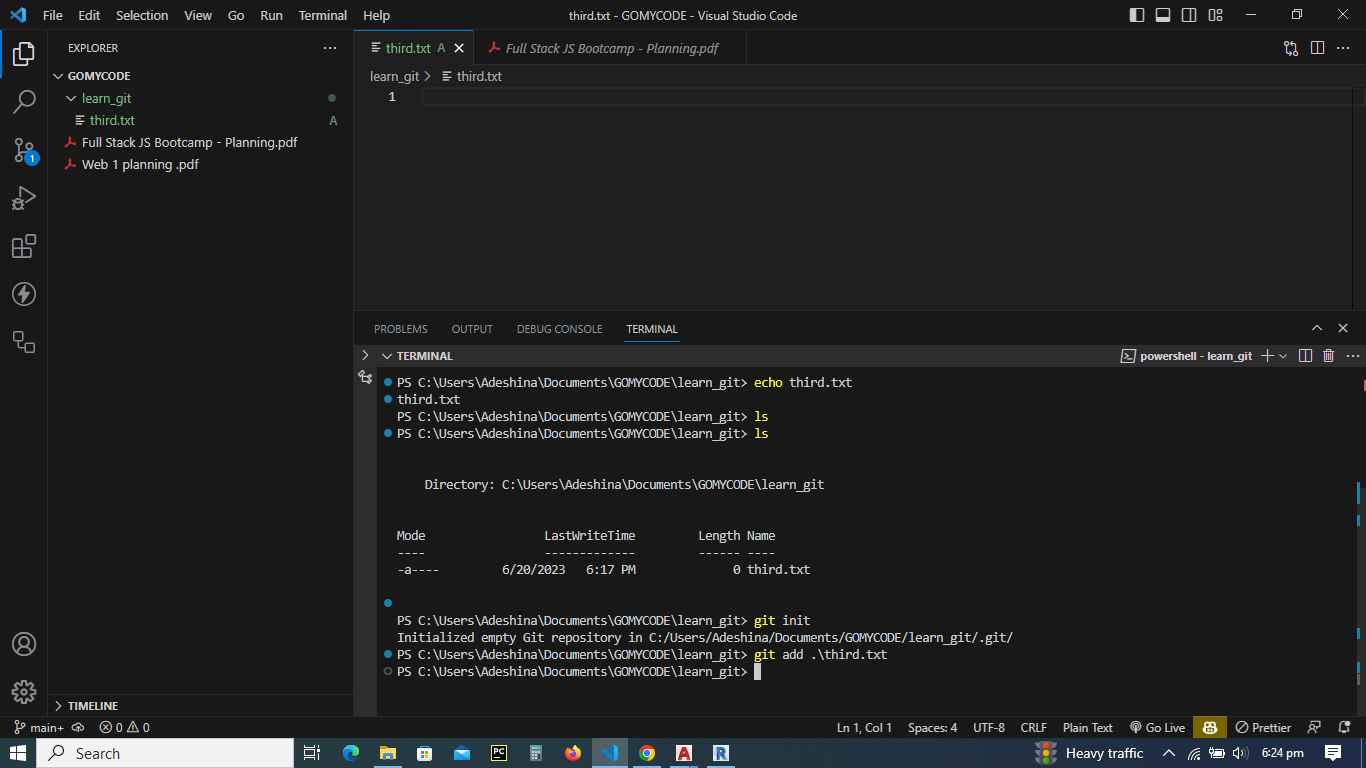 File Edit Selection View Go Run Terminal Help
third.txt - GOMYCODE - Visual Studio Code
EXPLORER
GOMYCODE
learn_git
third.txt A
Full Stack JS Bootcamp - Planning.pdf
Web 1 planning .pdf
1
TIMELINE
third.txt A
Full Stack JS Bootcamp - Planning.pdf
learn_git > third.txt
1
PROBLEMS OUTPUT DEBUG CONSOLE TERMINAL
TERMINAL
powershell - learn_git
PS C:\Users\Adeshina\Documents\GOMYCODE\learn_git> echo third.txt
third.txt
PS C:\Users\Adeshina\Documents\GOMYCODE\learn_git> ls
PS C:\Users\Adeshina\Documents\GOMYCODE\learn_git> ls
Directory: C:\Users\Adeshina\Documents\GOMYCODE\learn_git
Mode LastWriteTime Length Name
---- ------------- ------ ----
-a---- 6/20/2023 6:17 PM 0 third.txt
PS C:\Users\Adeshina\Documents\GOMYCODE\learn_git> git init
Initialized empty Git repository in C:/Users/Adeshina/Documents/GOMYCODE/learn_git/.git/
PS C:\Users\Adeshina\Documents\GOMYCODE\learn_git> git add .\third.txt
PS C:\Users\Adeshina\Documents\GOMYCODE\learn_git>
main+ 0 0 Ln 1, Col 1 Spaces: 4 UTF-8 CRLF Plain Text Go Live Prettier
Search PC A R Heavy traffic 6:24 pm